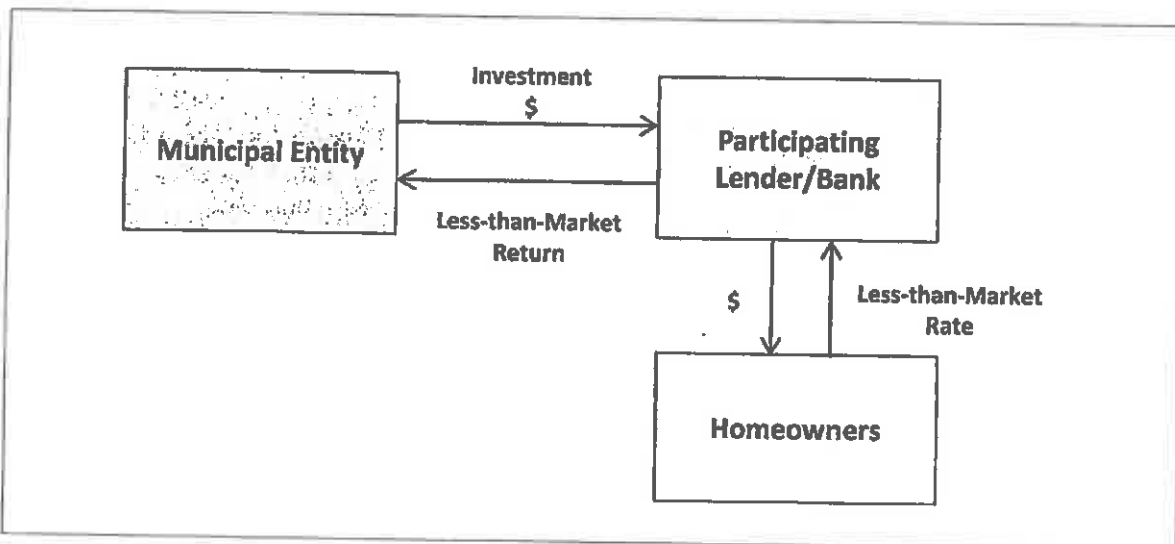 Investment
$
Municipal Entity
Participating
Lender/Bank
Less-than-Market
Return
$
Less-than-Market
Rate
Homeowners